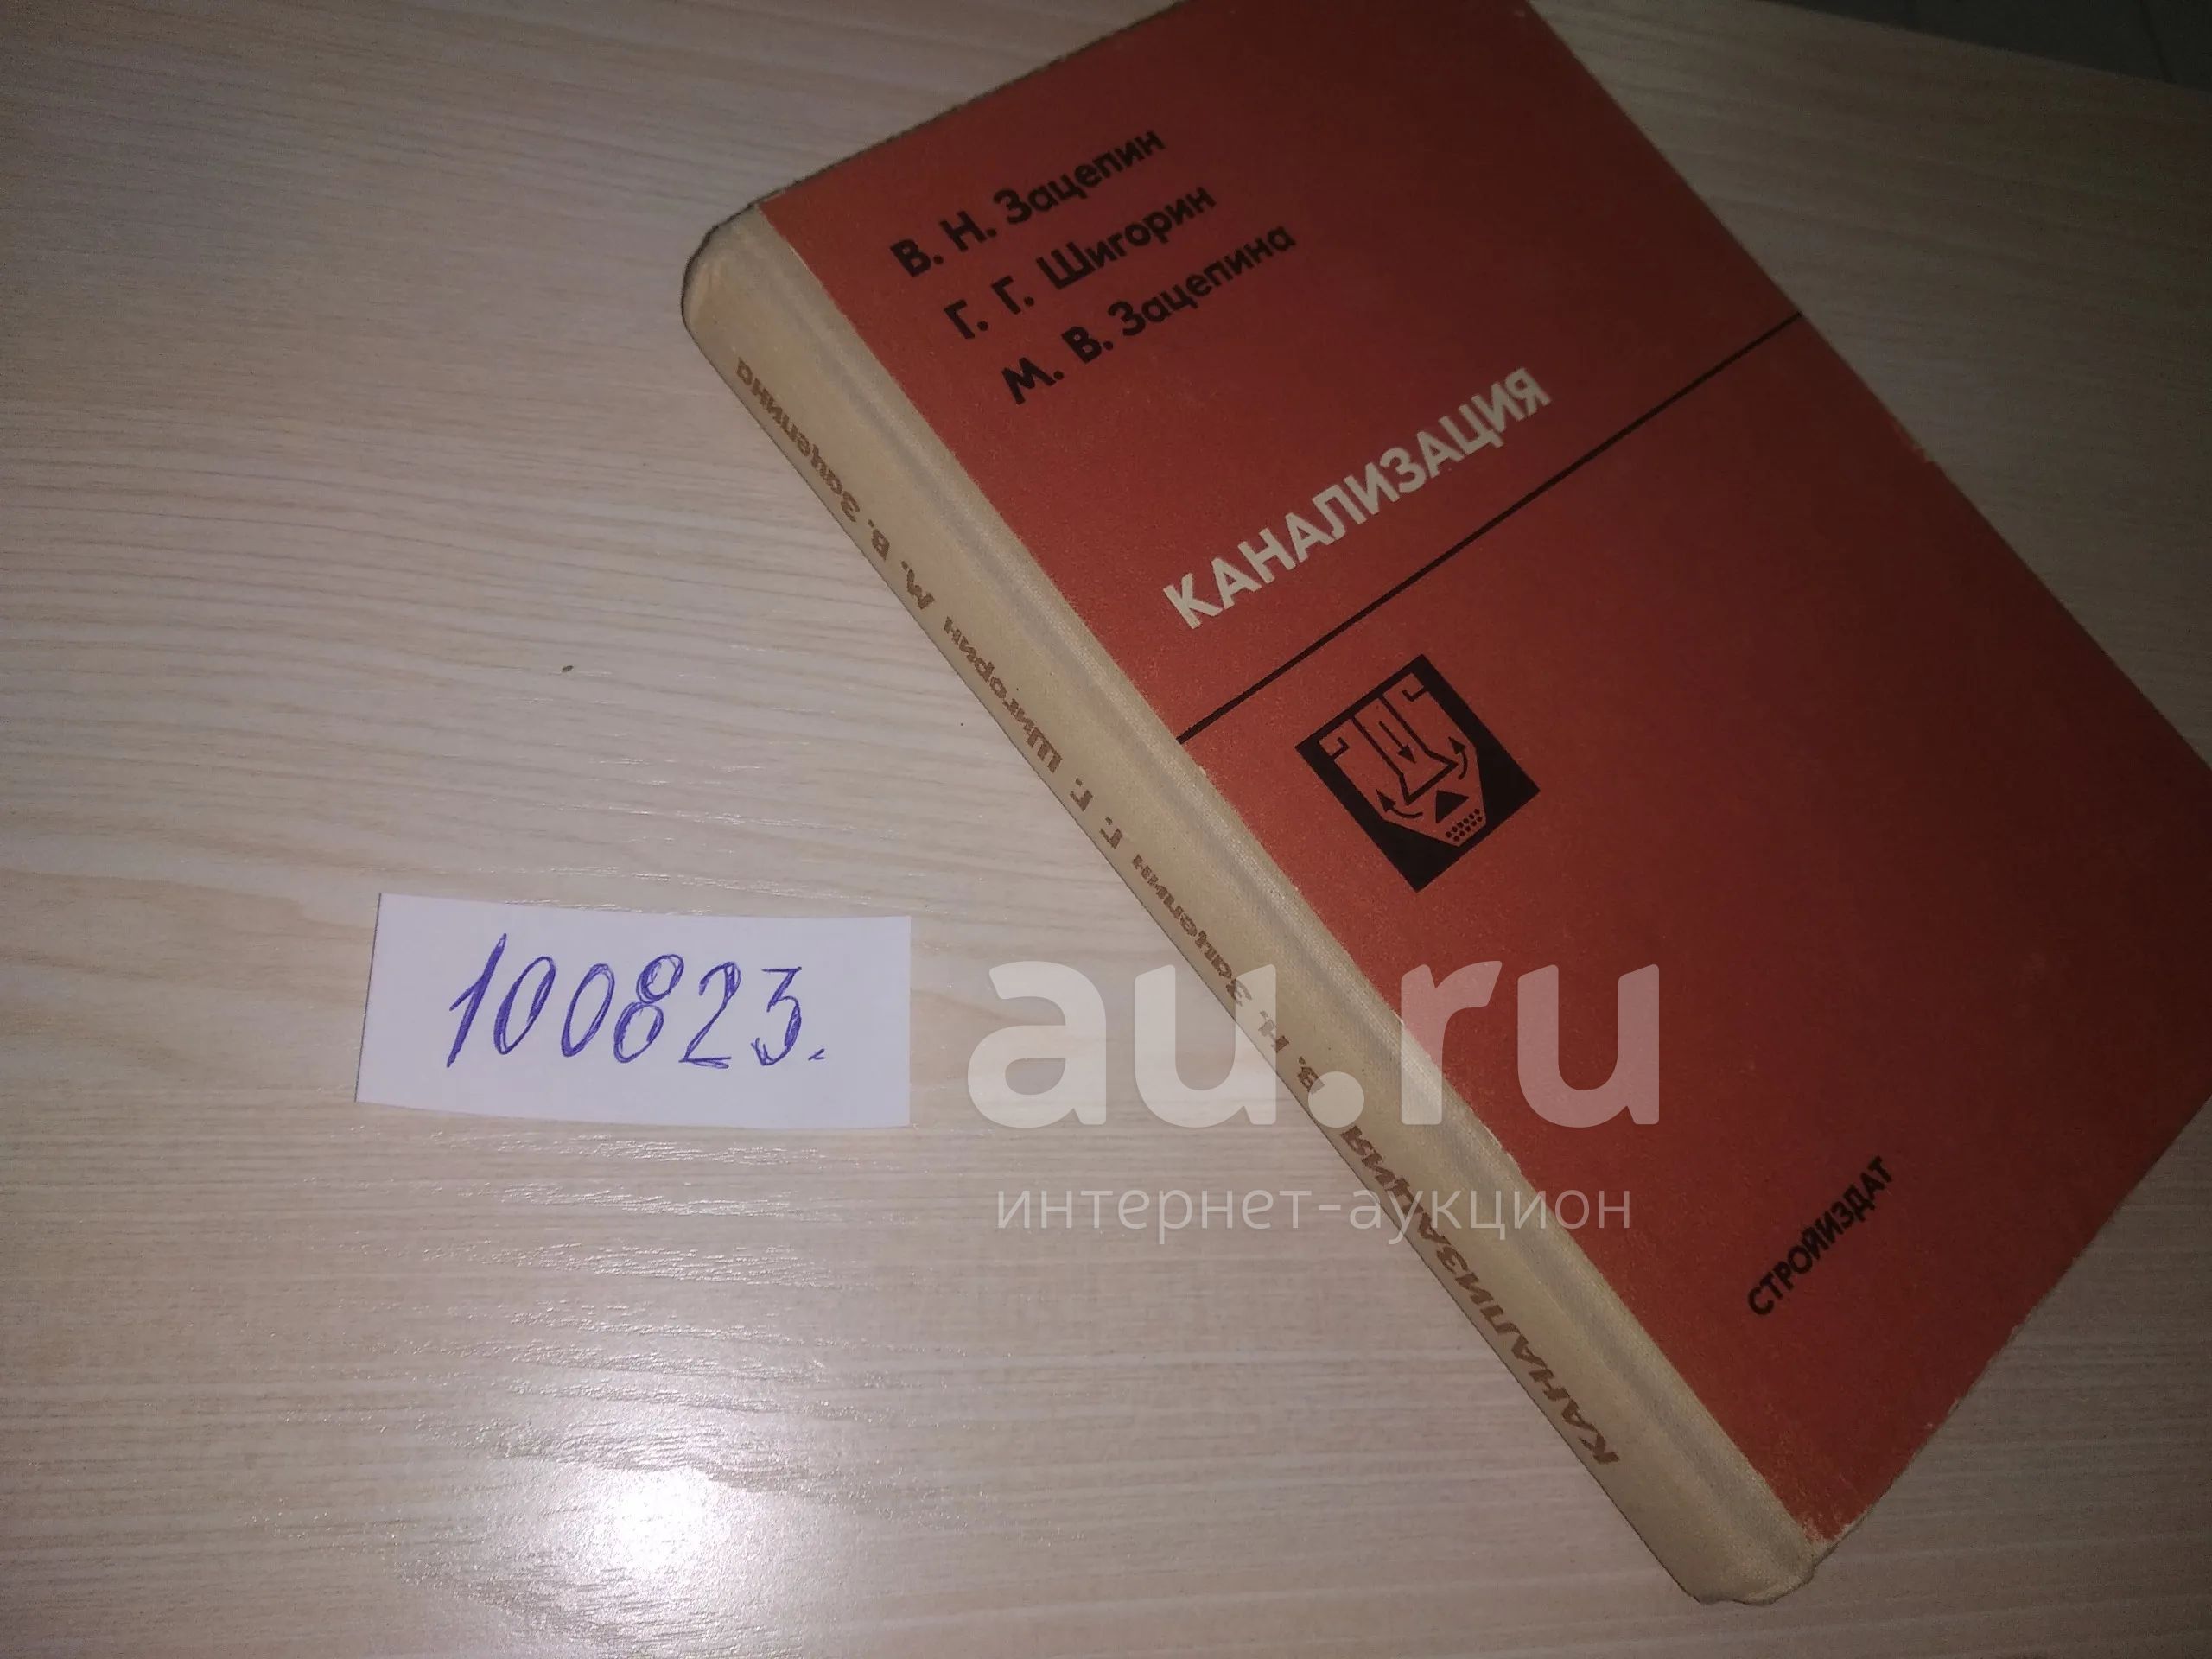 В. Н. Зацепин
Г. Г. Шигорин
М. В. Зацепина
КАНАЛИЗАЦИЯ
СТРОЙИЗДАТ
КАНАЛИЗАЦИЯ В. Н. Зацепин Г. Г. Шигорин М. В. Зацепина
100823.
au.ru
интернет-аукцион